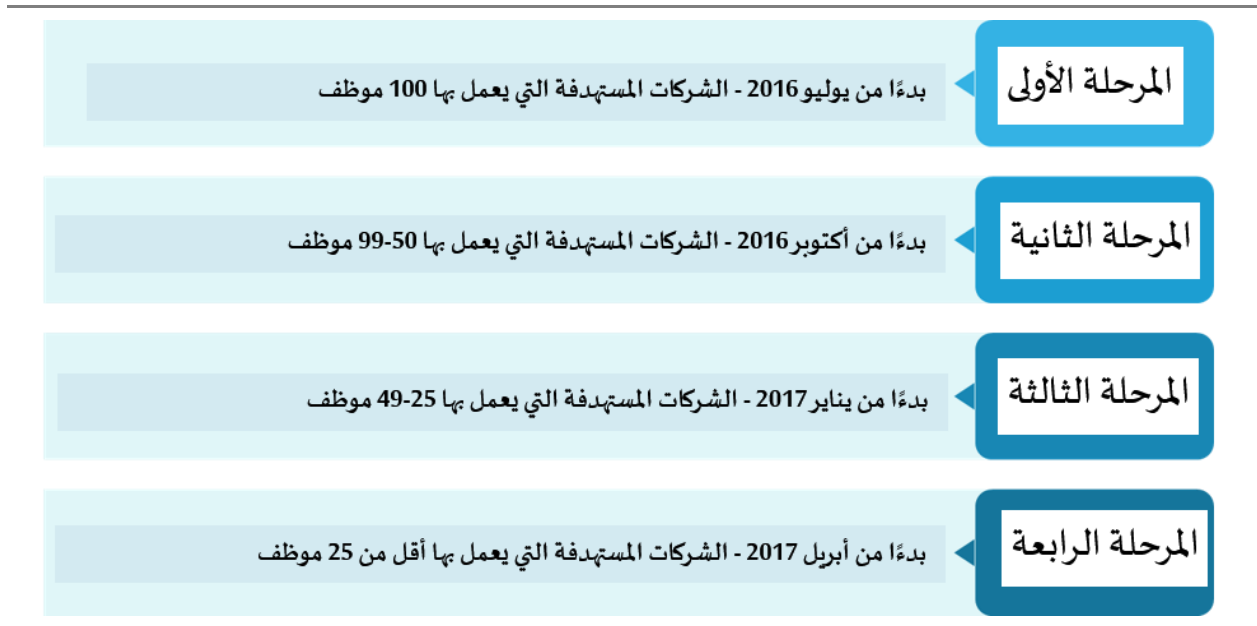 المرحلة الأولى
بدءًا من يوليو 2016 - الشركات المستهدفة التي يعمل بها 100 موظف
المرحلة الثانية
بدءًا من أكتوبر 2016 - الشركات المستهدفة التي يعمل بها 50-99 موظف
المرحلة الثالثة
بدءًا من يناير 2017 - الشركات المستهدفة التي يعمل بها 25-49 موظف
المرحلة الرابعة
بدءًا من أبريل 2017 - الشركات المستهدفة التي يعمل بها أقل من 25 موظف